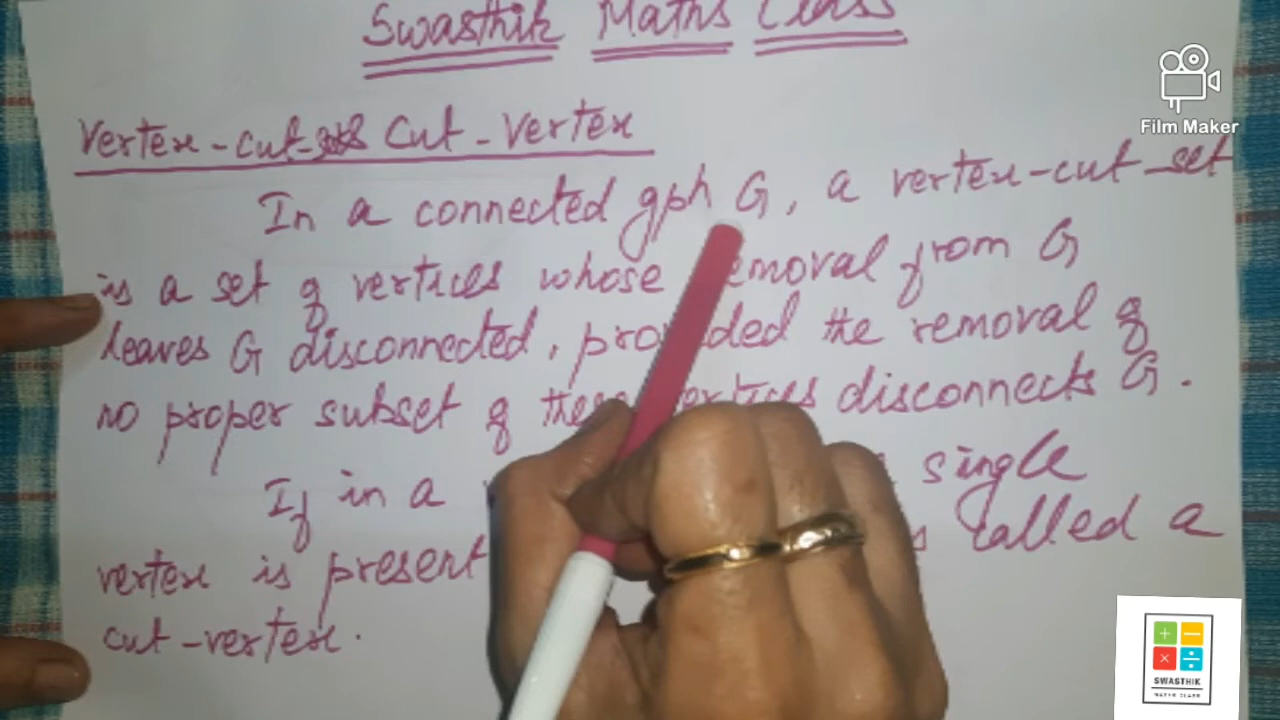 Swasthik Maths Class
Film Maker
Vertex-cut- Cut-Vertex
In a connected gph G, a vertex-cut-set
is a set of vertices whose removal from G
leaves G disconnected, provided the removal of
no proper subset of these vertices disconnects G.
If in a single
vertex is present called a
cut-vertex.
SWASTHIK
MATHS CLASS